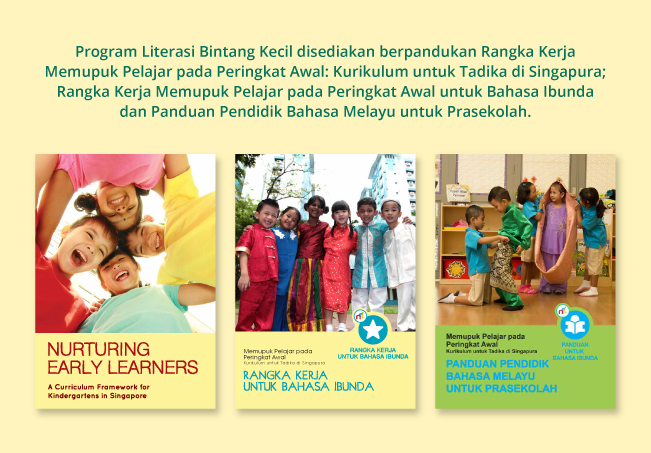 Program Literasi Bintang Kecil disediakan berpandukan Rangka Kerja
Memupuk Pelajar pada Peringkat Awal: Kurikulum untuk Tadika di Singapura;
Rangka Kerja Memupuk Pelajar pada Peringkat Awal untuk Bahasa Ibunda
dan Panduan Pendidik Bahasa Melayu untuk Prasekolah.
NURTURING
EARLY LEARNERS
A Curriculum Framework for
Kindergartens in Singapore
RANGKA KERJA
UNTUK BAHASA IBUNDA
Memupuk Pelajar pada
Peringkat Awal
Kurikulum untuk Tadika di Singapura
RANGKA KERJA
UNTUK BAHASA IBUNDA
PANDUAN
UNTUK
BAHASA IBUNDA
Memupuk Pelajar pada
Peringkat Awal
Kurikulum untuk Tadika di Singapura
PANDUAN PENDIDIK
BAHASA MELAYU
UNTUK PRASEKOLAH